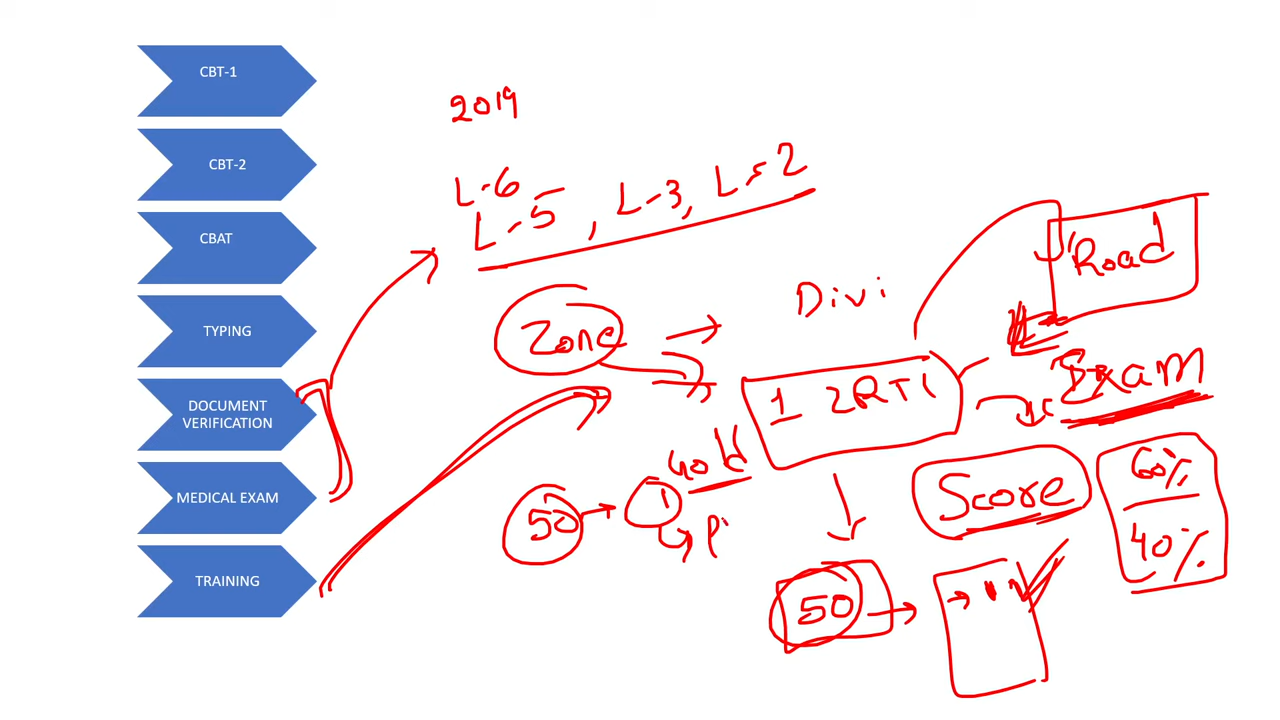 CBT-1
CBT-2
CBAT
TYPING
DOCUMENT
VERIFICATION
MEDICAL EXAM
TRAINING
2019
L-6
L-5, L-3, L-2
Zone
Divi
Road
1 ZRTI
Exam
Gold
50
1
Score
60%
40%
50